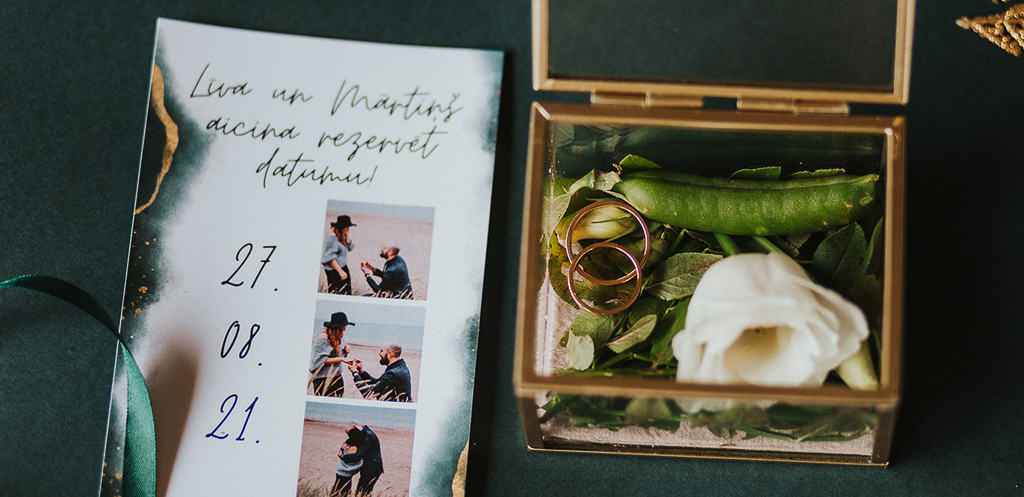 Līva un Mārtiņš
aicina rezervēt
datumu!
27.
08.
21.